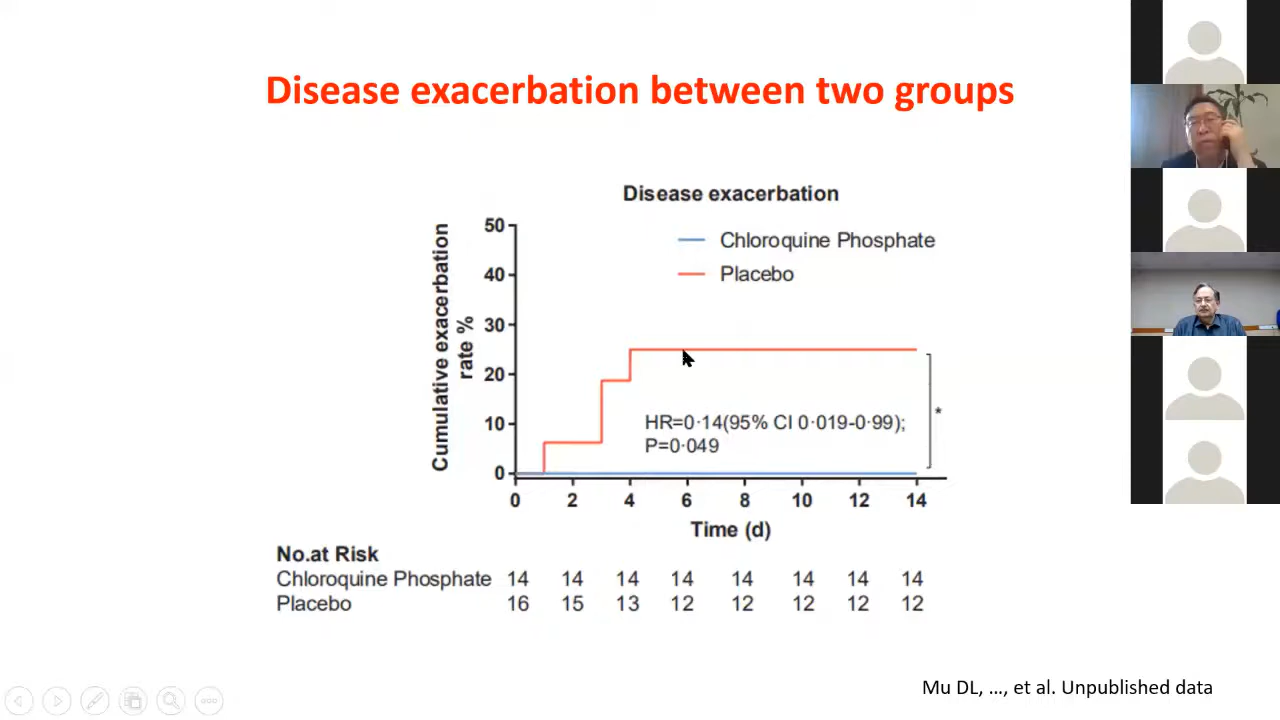 Disease exacerbation between two groups
Disease exacerbation
Cumulative exacerbation
rate %
50
40
30
20
10
0
Chloroquine Phosphate
Placebo
HR=0·14(95% CI 0·019-0·99);
P=0·049
*
0 2 4 6 8 10 12 14
Time (d)
No.at Risk
Chloroquine Phosphate 14 14 14 14 14 14 14 14
Placebo 16 15 13 12 12 12 12 12
Mu DL, ..., et al. Unpublished data